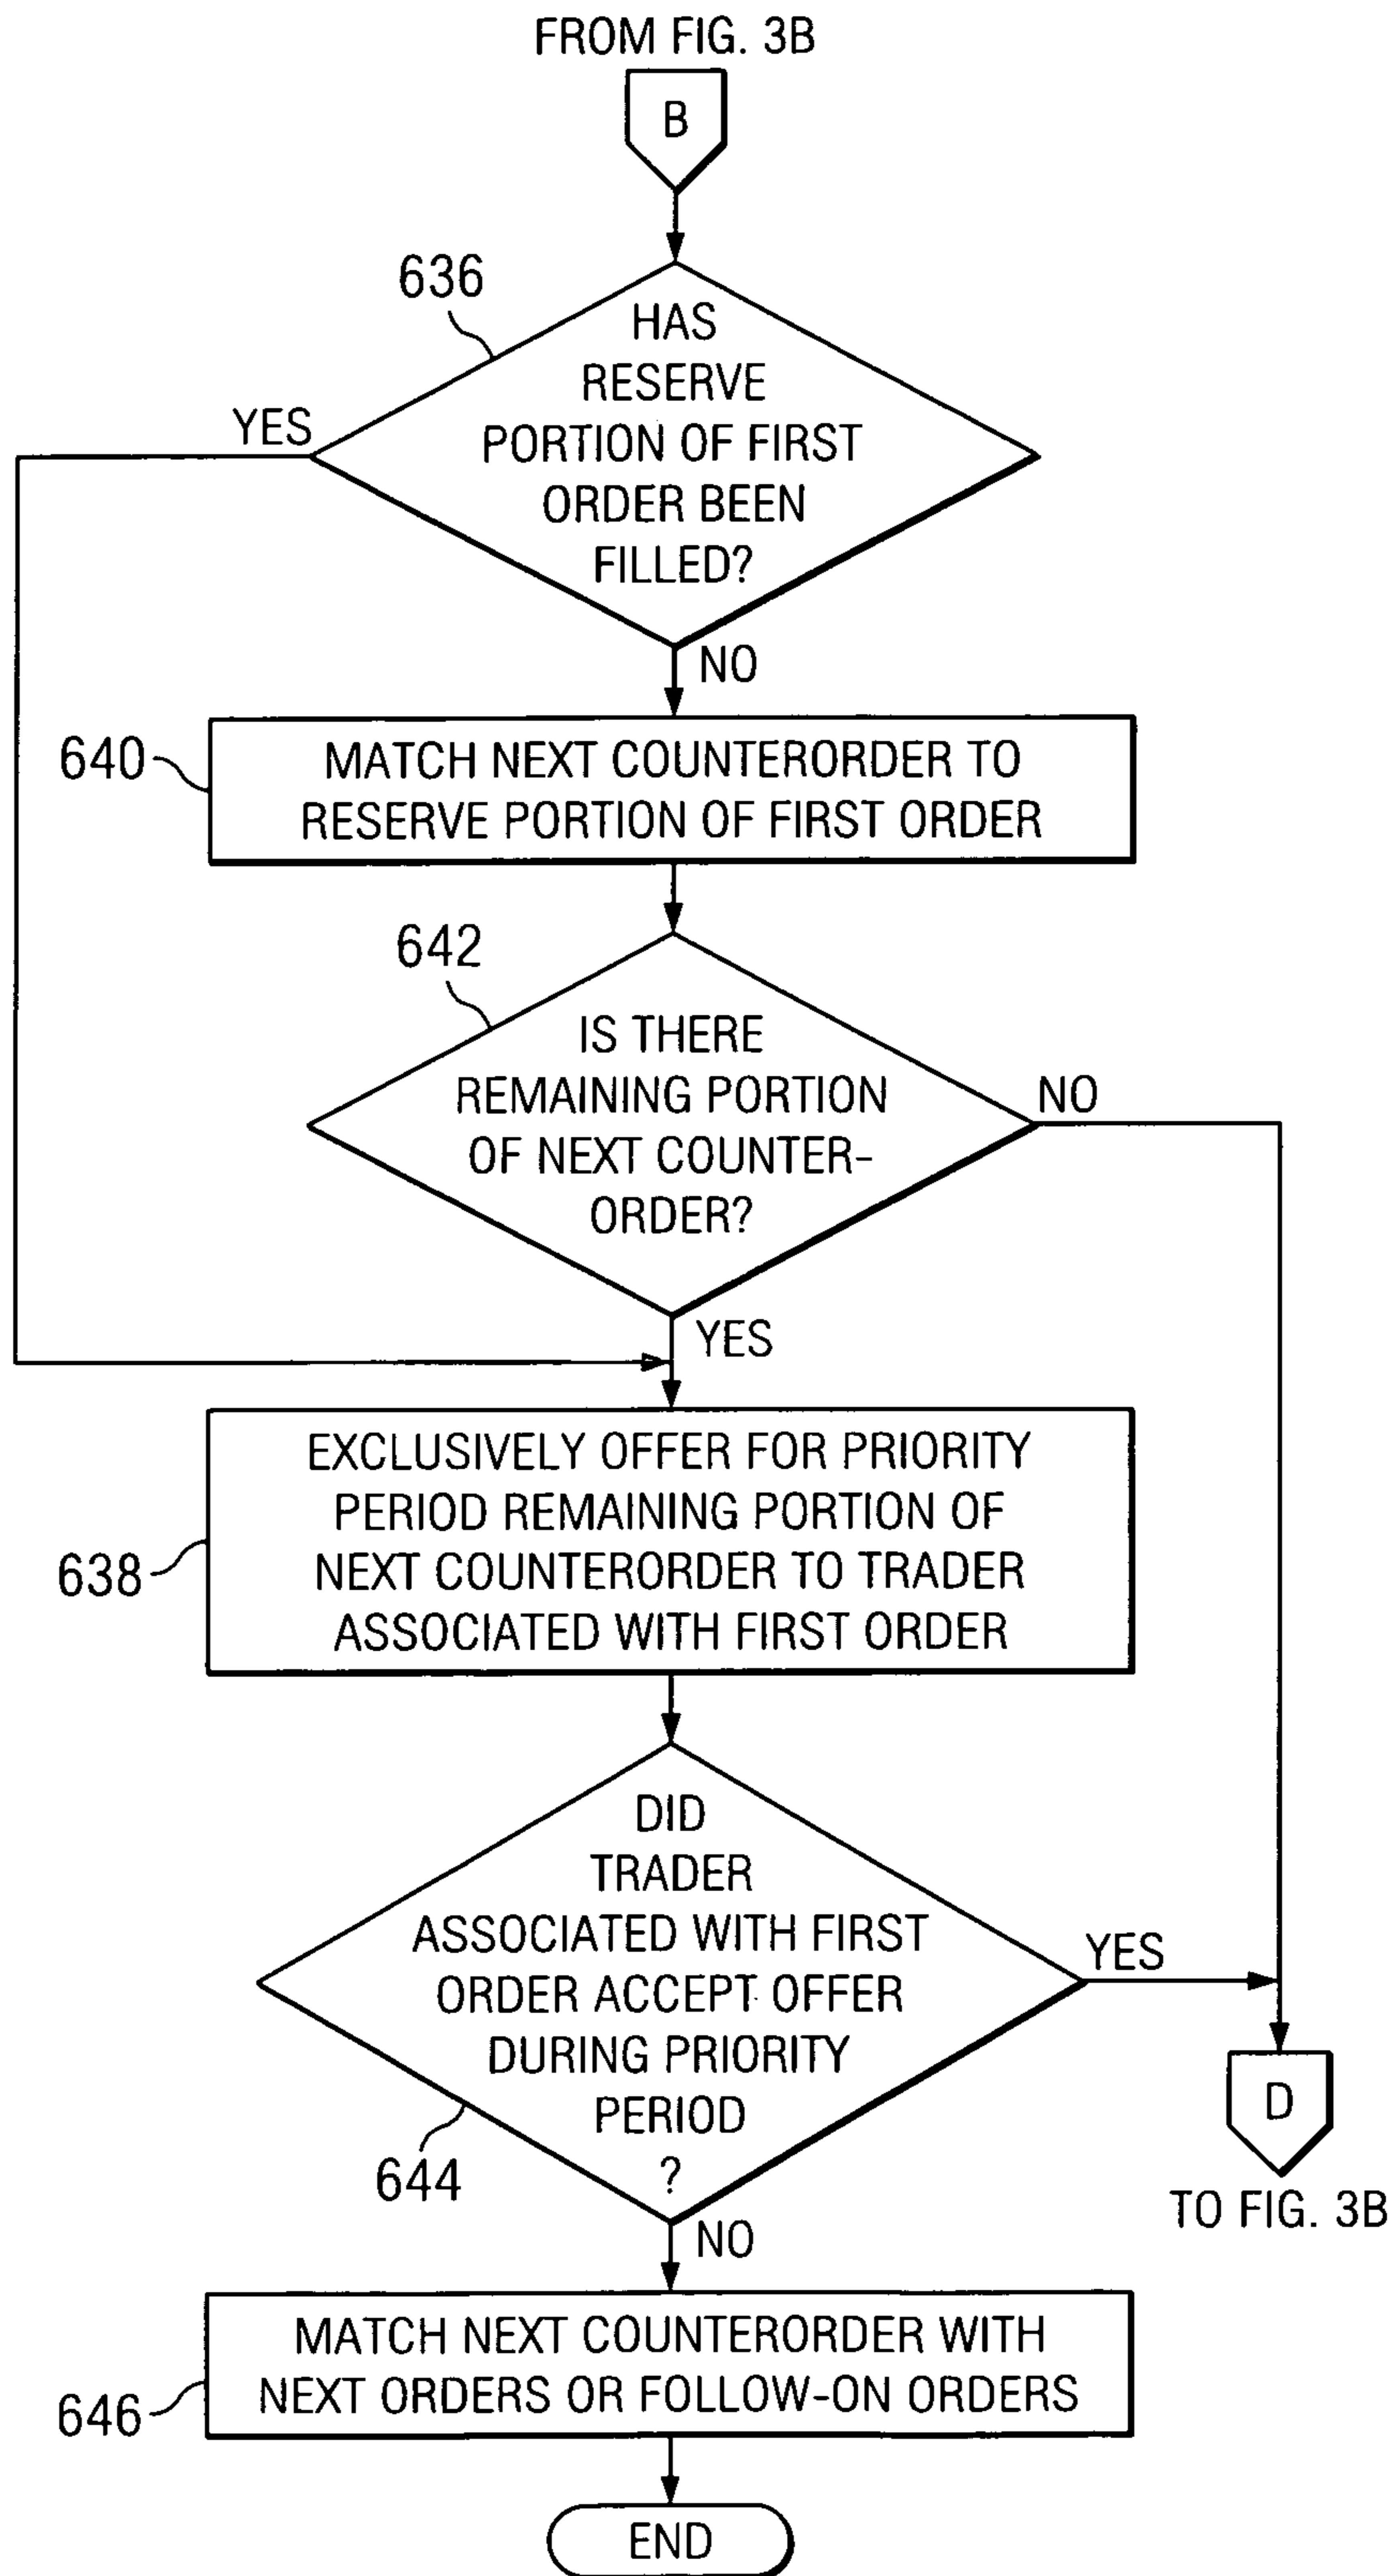 FROM FIG. 3B
B
636
HAS
RESERVE
PORTION OF FIRST
ORDER BEEN
FILLED?
YES
NO
640
MATCH NEXT COUNTERORDER TO
RESERVE PORTION OF FIRST ORDER
642
IS THERE
REMAINING PORTION
OF NEXT COUNTER-
ORDER?
NO
YES
638
EXCLUSIVELY OFFER FOR PRIORITY
PERIOD REMAINING PORTION OF
NEXT COUNTERORDER TO TRADER
ASSOCIATED WITH FIRST ORDER
DID
TRADER
ASSOCIATED WITH FIRST
ORDER ACCEPT OFFER
DURING PRIORITY
PERIOD
?
YES
644
D
TO FIG. 3B
NO
646
MATCH NEXT COUNTERORDER WITH
NEXT ORDERS OR FOLLOW-ON ORDERS
END